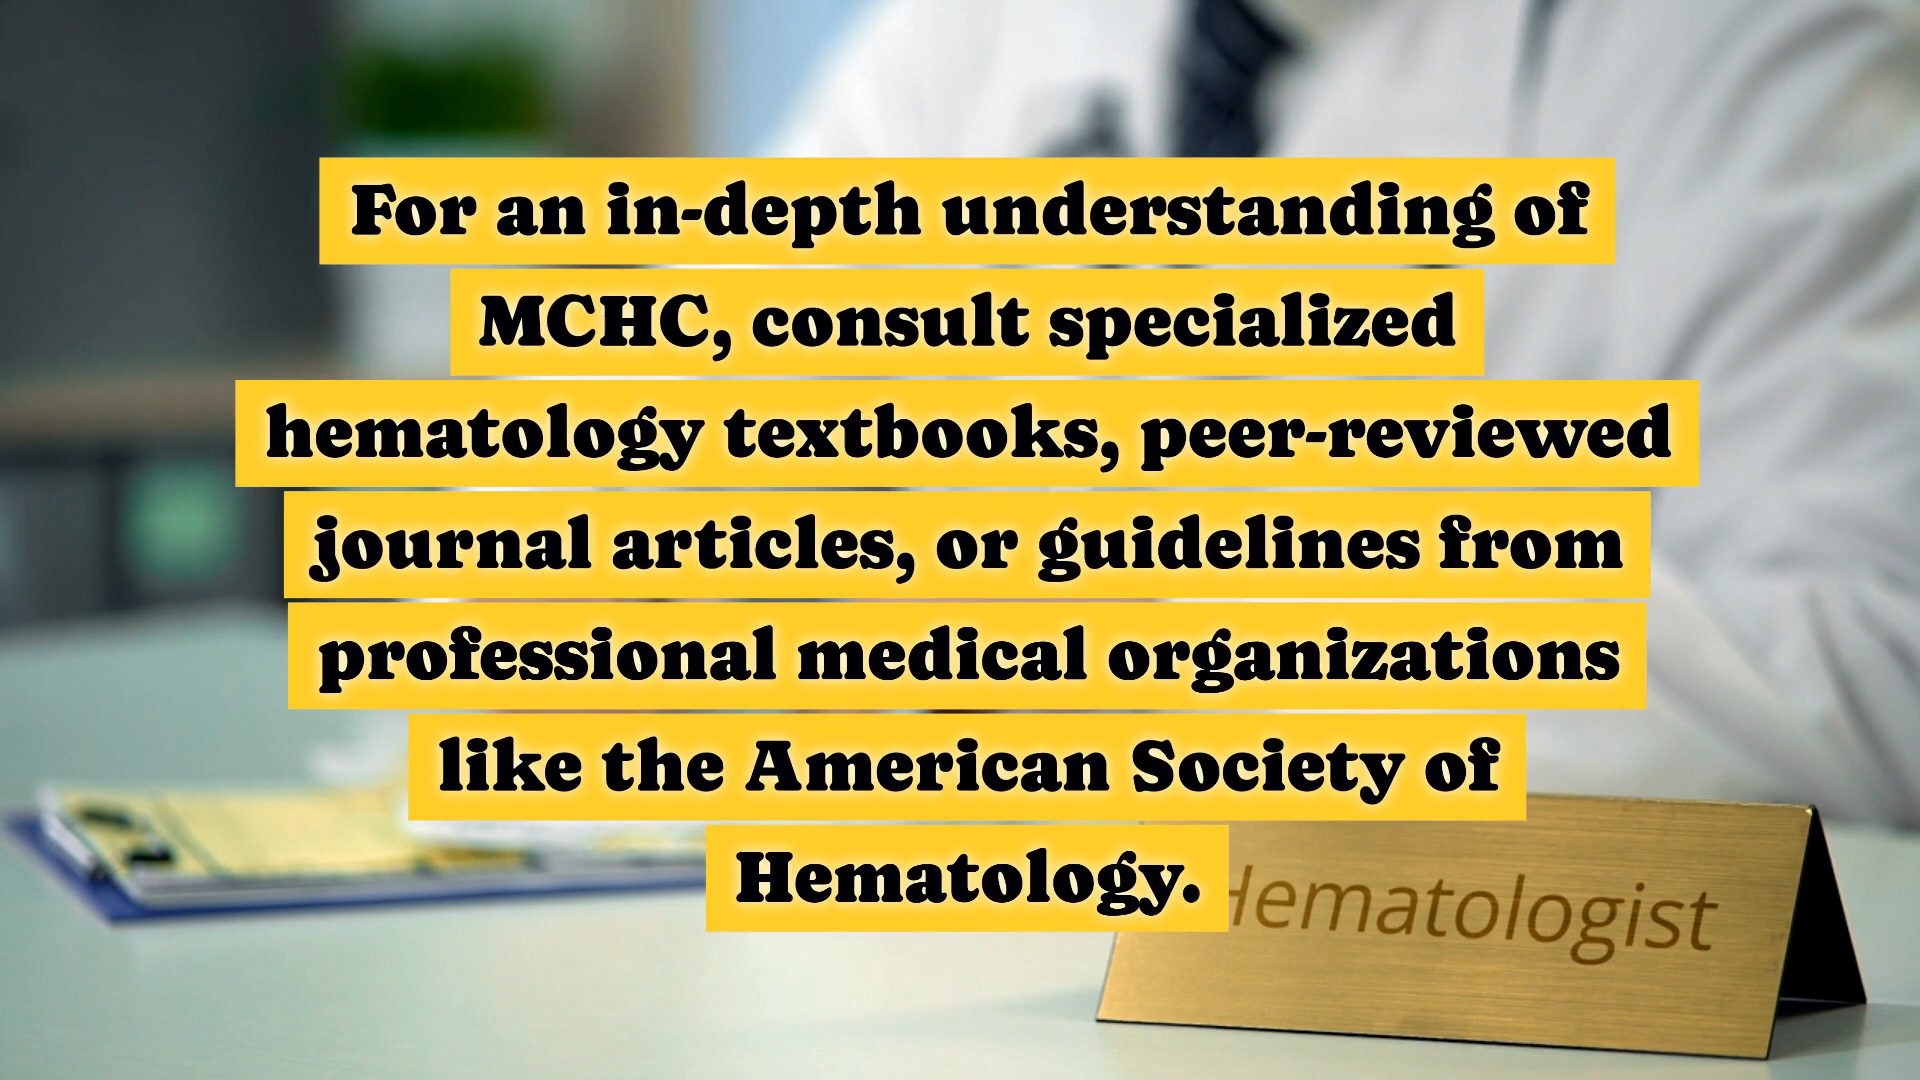 For an in-depth understanding of
MCHC, consult specialized
hematology textbooks, peer-reviewed
journal articles, or guidelines from
professional medical organizations
like the American Society of
Hematology.
Hematologist